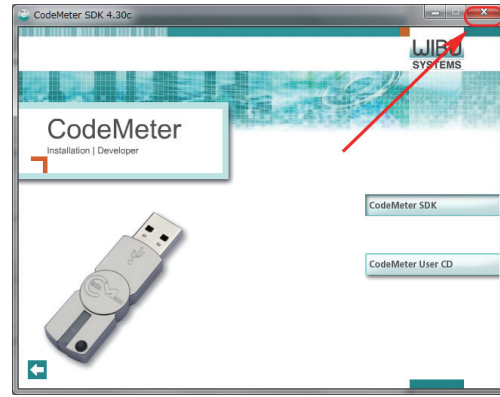 CodeMeter SDK 4.30c
WIBU
SYSTEMS
CodeMeter
Installation | Developer
CodeMeter SDK
CodeMeter User CD